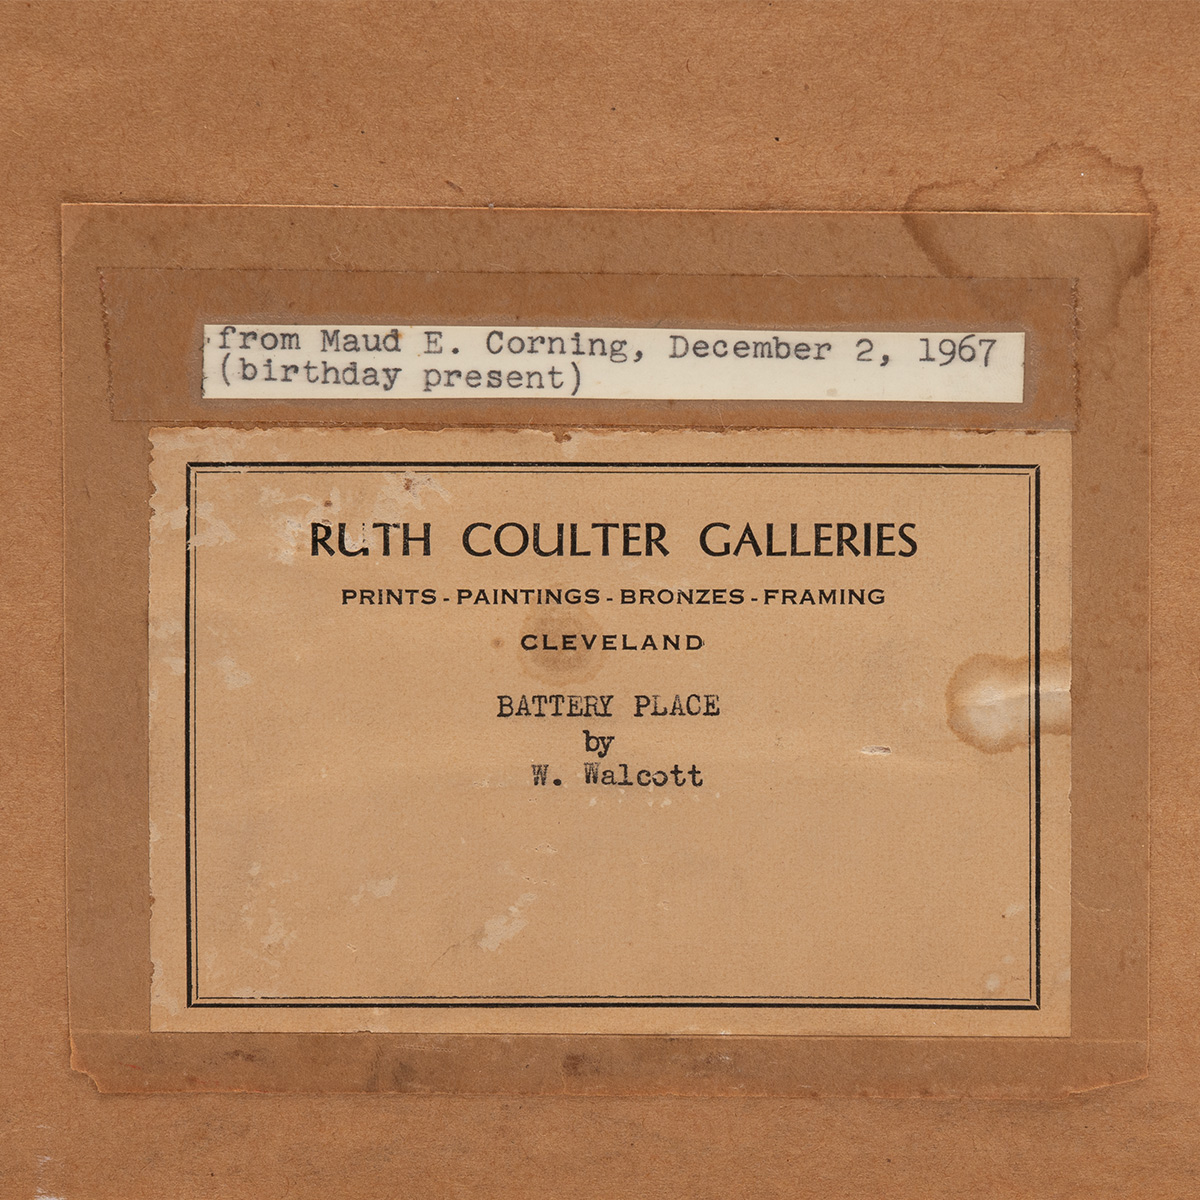 from Maud E. Corning, December 2, 1967
(birthday present)
RUTH COULTER GALLERIES
PRINTS - PAINTINGS - BRONZES - FRAMING
CLEVELAND
BATTERY PLACE
by
W. Walcott